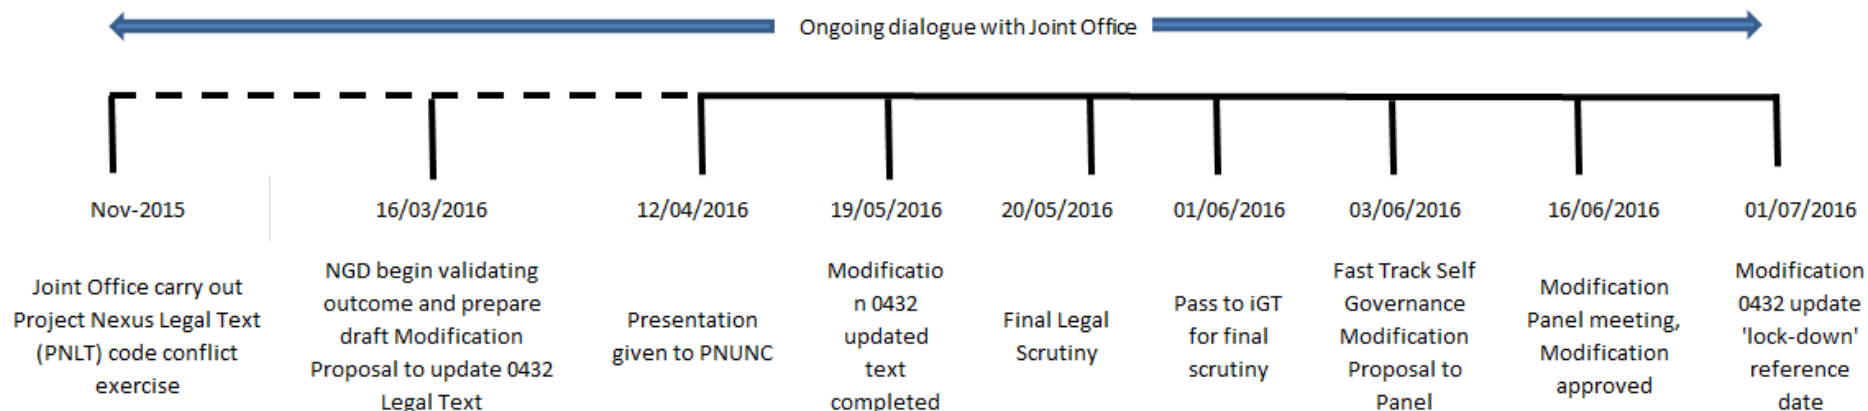 Ongoing dialogue with Joint Office
Nov-2015
16/03/2016
12/04/2016
19/05/2016
20/05/2016
01/06/2016
03/06/2016
16/06/2016
01/07/2016
Joint Office carry out
Project Nexus Legal Text
(PNLT) code conflict
exercise
NGD begin validating
outcome and prepare
draft Modification
Proposal to update 0432
Legal Text
Presentation
given to PNUNC
Modificatio
n 0432
updated
text
completed
Final Legal
Scrutiny
Pass to iGT
for final
scrutiny
Fast Track Self
Governance
Modification
Proposal to
Panel
Modification
Panel meeting,
Modification
approved
Modification
0432 update
'lock-down'
reference
date